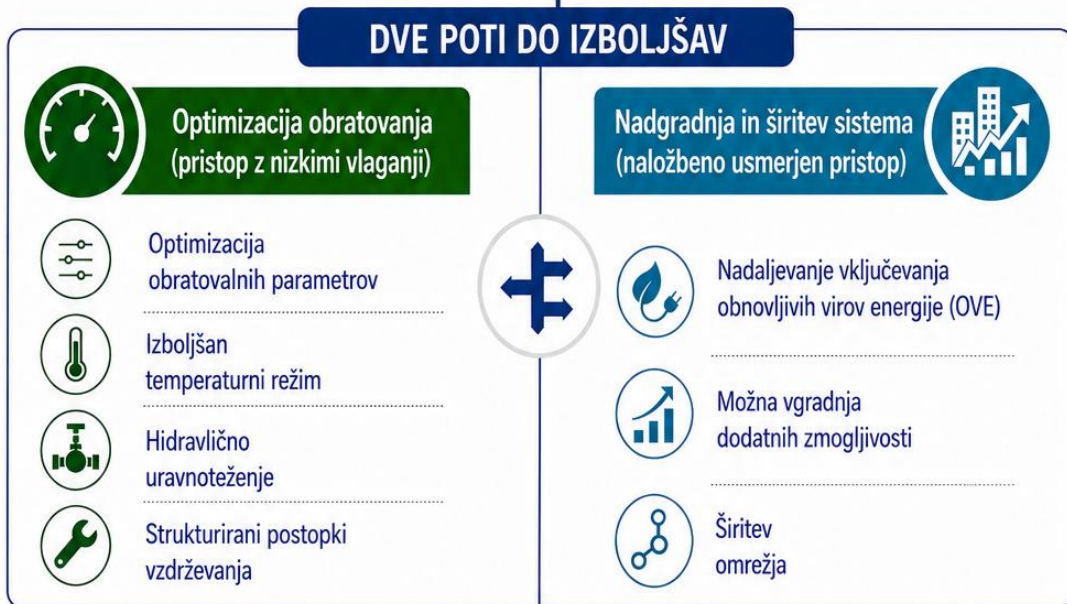 DVE POTI DO IZBOLJŠAV
Optimizacija obratovanja
(pristop z nizkimi vlaganji)
Optimizacija
obratovalnih parametrov
Izboljšan
temperaturni režim
Hidravlično
uravnoteženje
Strukturirani postopki
vzdrževanja
Nadgradnja in širitev sistema
(naložbeno usmerjen pristop)
Nadaljevanje vključevanja
obnovljivih virov energije (OVE)
Možna vgradnja
dodatnih zmogljivosti
Širitev
omrežja